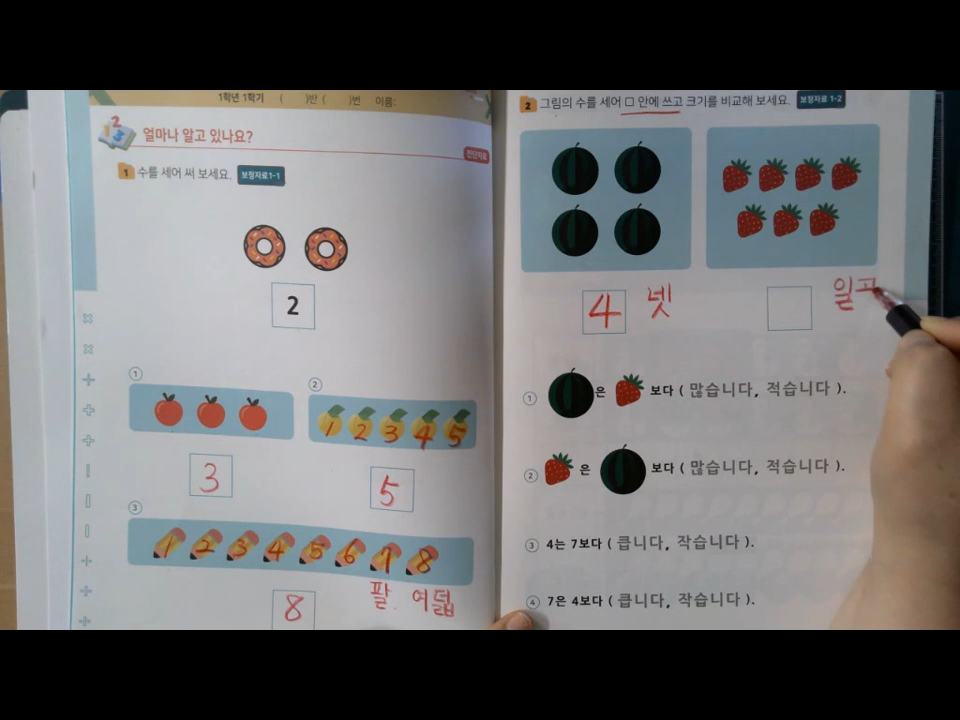 1학년 1학기 ( )반 ( )번 이름:
1 2 3 얼마나 알고 있나요?
진단자료
1 수를 세어 써 보세요. 보정자료 1-1
2
① ②
1 2 3 4 5
3 5
③
1 2 3 4 5 6 7 8
팔. 여덟
8
2 그림의 수를 세어 □ 안에 쓰고 크기를 비교해 보세요. 보정자료 1-2
4 넷 일곱
① 은 보다 ( 많습니다, 적습니다 ).
② 은 보다 ( 많습니다, 적습니다 ).
③ 4는 7보다 ( 큽니다, 작습니다 ).
④ 7은 4보다 ( 큽니다, 작습니다 ).